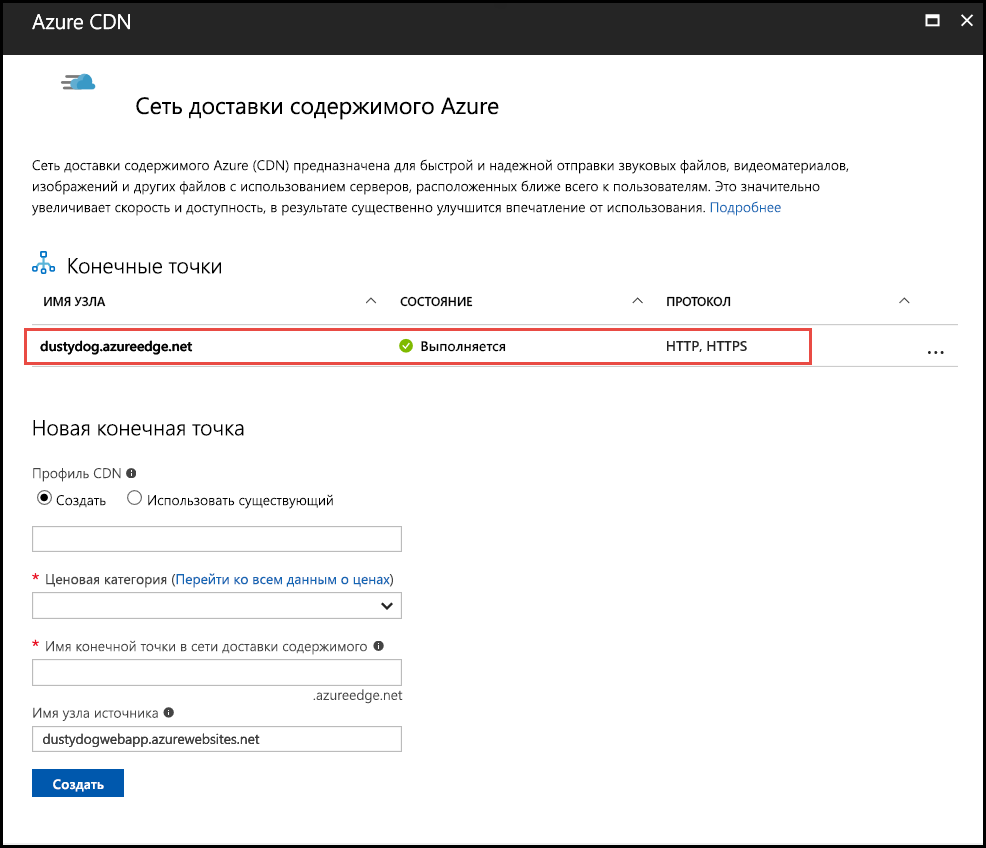 Azure CDN
Сеть доставки содержимого Azure
Сеть доставки содержимого Azure (CDN) предназначена для быстрой и надежной отправки звуковых файлов, видеоматериалов,
изображений и других файлов с использованием серверов, расположенных ближе всего к пользователям. Это значительно
увеличивает скорость и доступность, в результате существенно улучшится впечатление от использования. Подробнее
Конечные точки
ИМЯ УЗЛА СОСТОЯНИЕ ПРОТОКОЛ
dustydog.azureedge.net Выполняется HTTP, HTTPS ...
Новая конечная точка
Профиль CDN
Создать Использовать существующий
* Ценовая категория (Перейти ко всем данным о ценах)
* Имя конечной точки в сети доставки содержимого
.azureedge.net
Имя узла источника
dustydogwebapp.azurewebsites.net
Создать